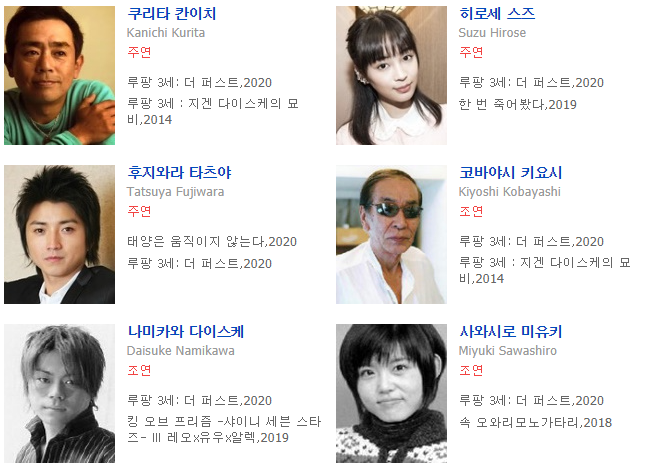 쿠리타 칸이치
Kanichi Kurita
주연
루팡 3세: 더 퍼스트,2020
루팡 3세 : 지겐 다이스케의 묘
비,2014
히로세 스즈
Suzu Hirose
주연
루팡 3세: 더 퍼스트,2020
한 번 죽어봤다,2019
후지와라 타츠야
Tatsuya Fujiwara
주연
태양은 움직이지 않는다,2020
루팡 3세: 더 퍼스트,2020
코바야시 키요시
Kiyoshi Kobayashi
조연
루팡 3세: 더 퍼스트,2020
루팡 3세 : 지겐 다이스케의 묘
비,2014
나미카와 다이스케
Daisuke Namikawa
조연
루팡 3세: 더 퍼스트,2020
킹 오브 프리즘 -샤이니 세븐 스타
즈- III 레오x유우x알렉,2019
사와시로 미유키
Miyuki Sawashiro
조연
루팡 3세: 더 퍼스트,2020
속 오와리모노가타리,2018